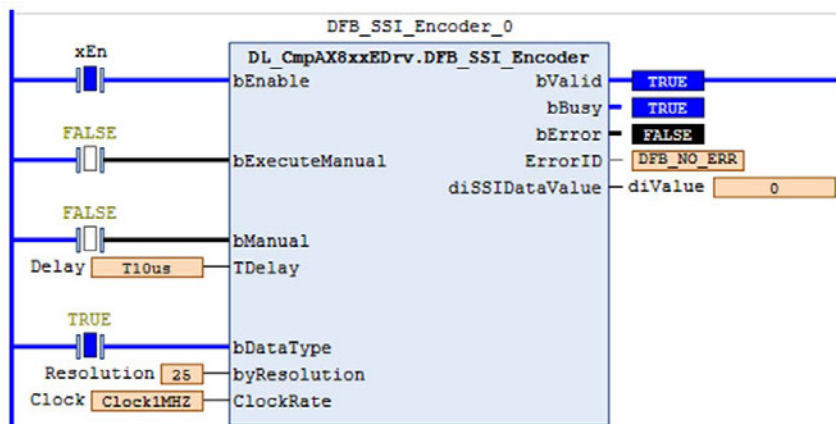 DFB_SSI_Encoder_0
xEn
DL_CmpAX8xxEDrv.DFB_SSI_Encoder
bEnable
bValid
TRUE
bBusy
TRUE
FALSE
bError
FALSE
bExecuteManual
ErrorID
DFB_NO_ERR
diSSIDataValue
diValue
0
FALSE
bManual
Delay
T10us
TDelay
TRUE
bDataType
Resolution
25
byResolution
Clock
Clock1MHZ
ClockRate